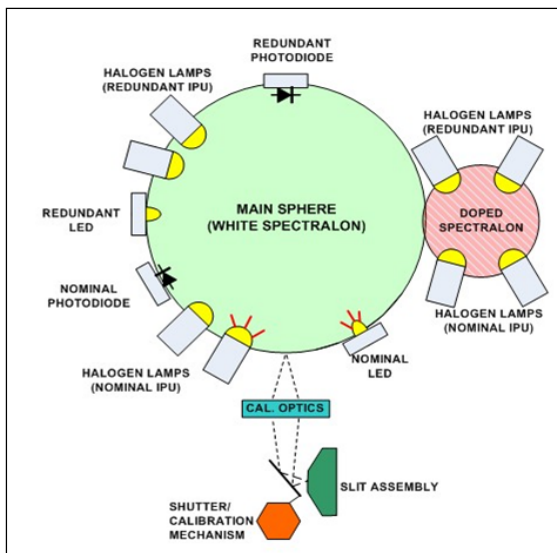 REDUNDANT
PHOTODIODE
HALOGEN LAMPS
(REDUNDANT IPU)
HALOGEN LAMPS
(REDUNDANT IPU)
REDUNDANT
LED
MAIN SPHERE
(WHITE SPECTRALON)
DOPED
SPECTRALON
NOMINAL
PHOTODIODE
HALOGEN LAMPS
(NOMINAL IPU)
HALOGEN LAMPS
(NOMINAL IPU)
NOMINAL
LED
CAL. OPTICS
SLIT ASSEMBLY
SHUTTER/
CALIBRATION
MECHANISM